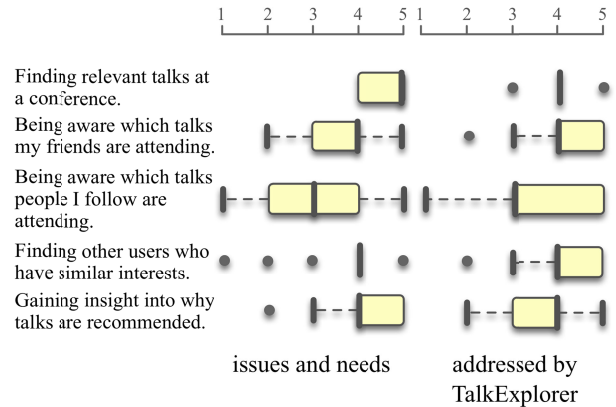 1 2 3 4 5 1 2 3 4 5
Finding relevant talks at
a conference.
Being aware which talks
my friends are attending.
Being aware which talks
people I follow are
attending.
Finding other users who
have similar interests.
Gaining insight into why
talks are recommended.
issues and needs
addressed by
TalkExplorer